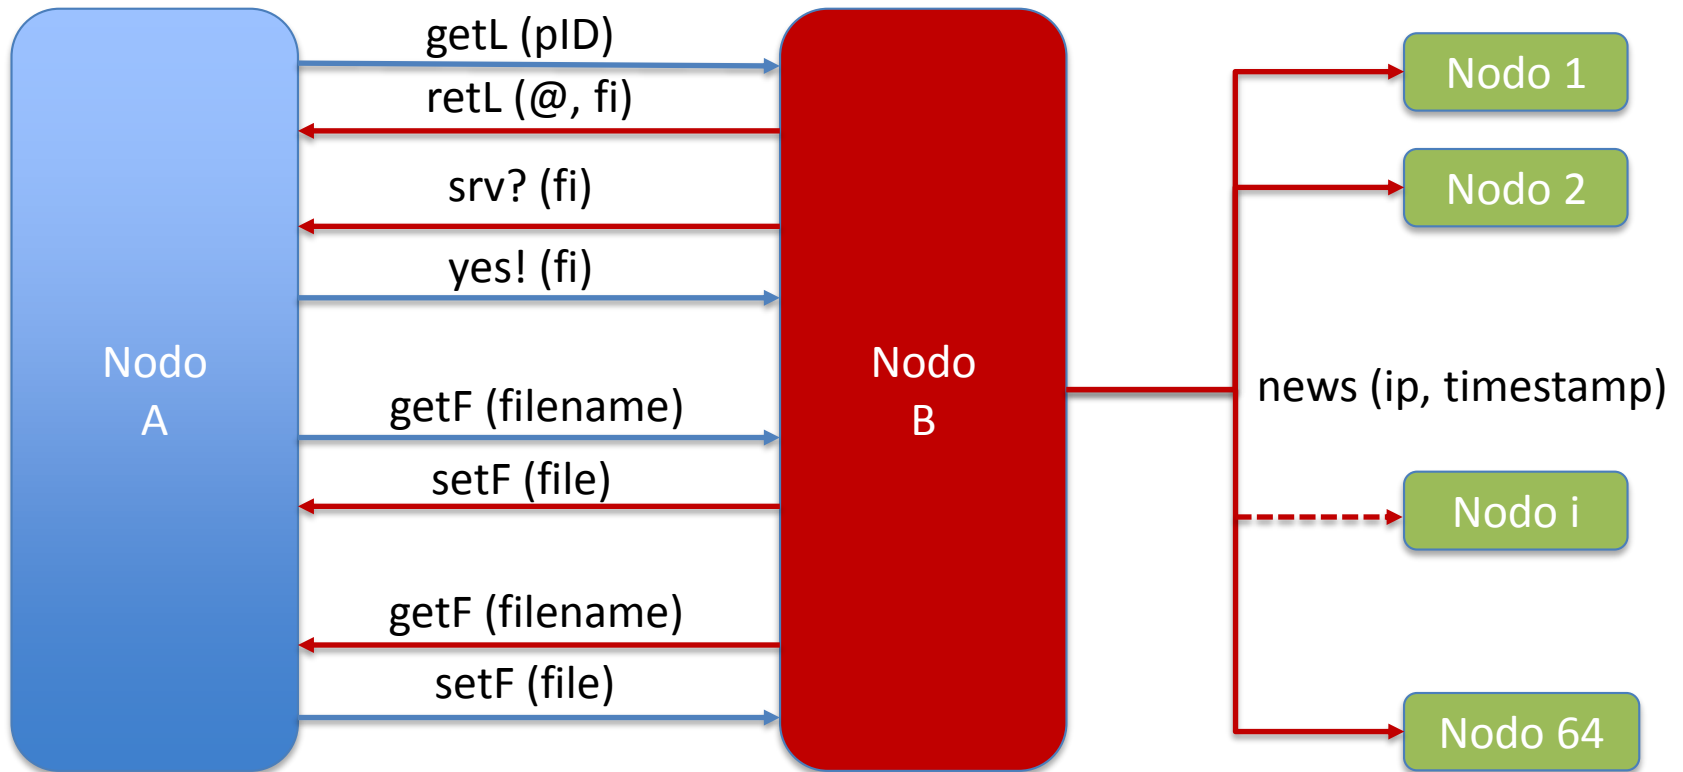 getL (pID)
retL (@, fi)
srv? (fi)
yes! (fi)
Nodo
A
getF (filename)
setF (file)
getF (filename)
setF (file)
Nodo
B
news (ip, timestamp)
Nodo 1
Nodo 2
Nodo i
Nodo 64